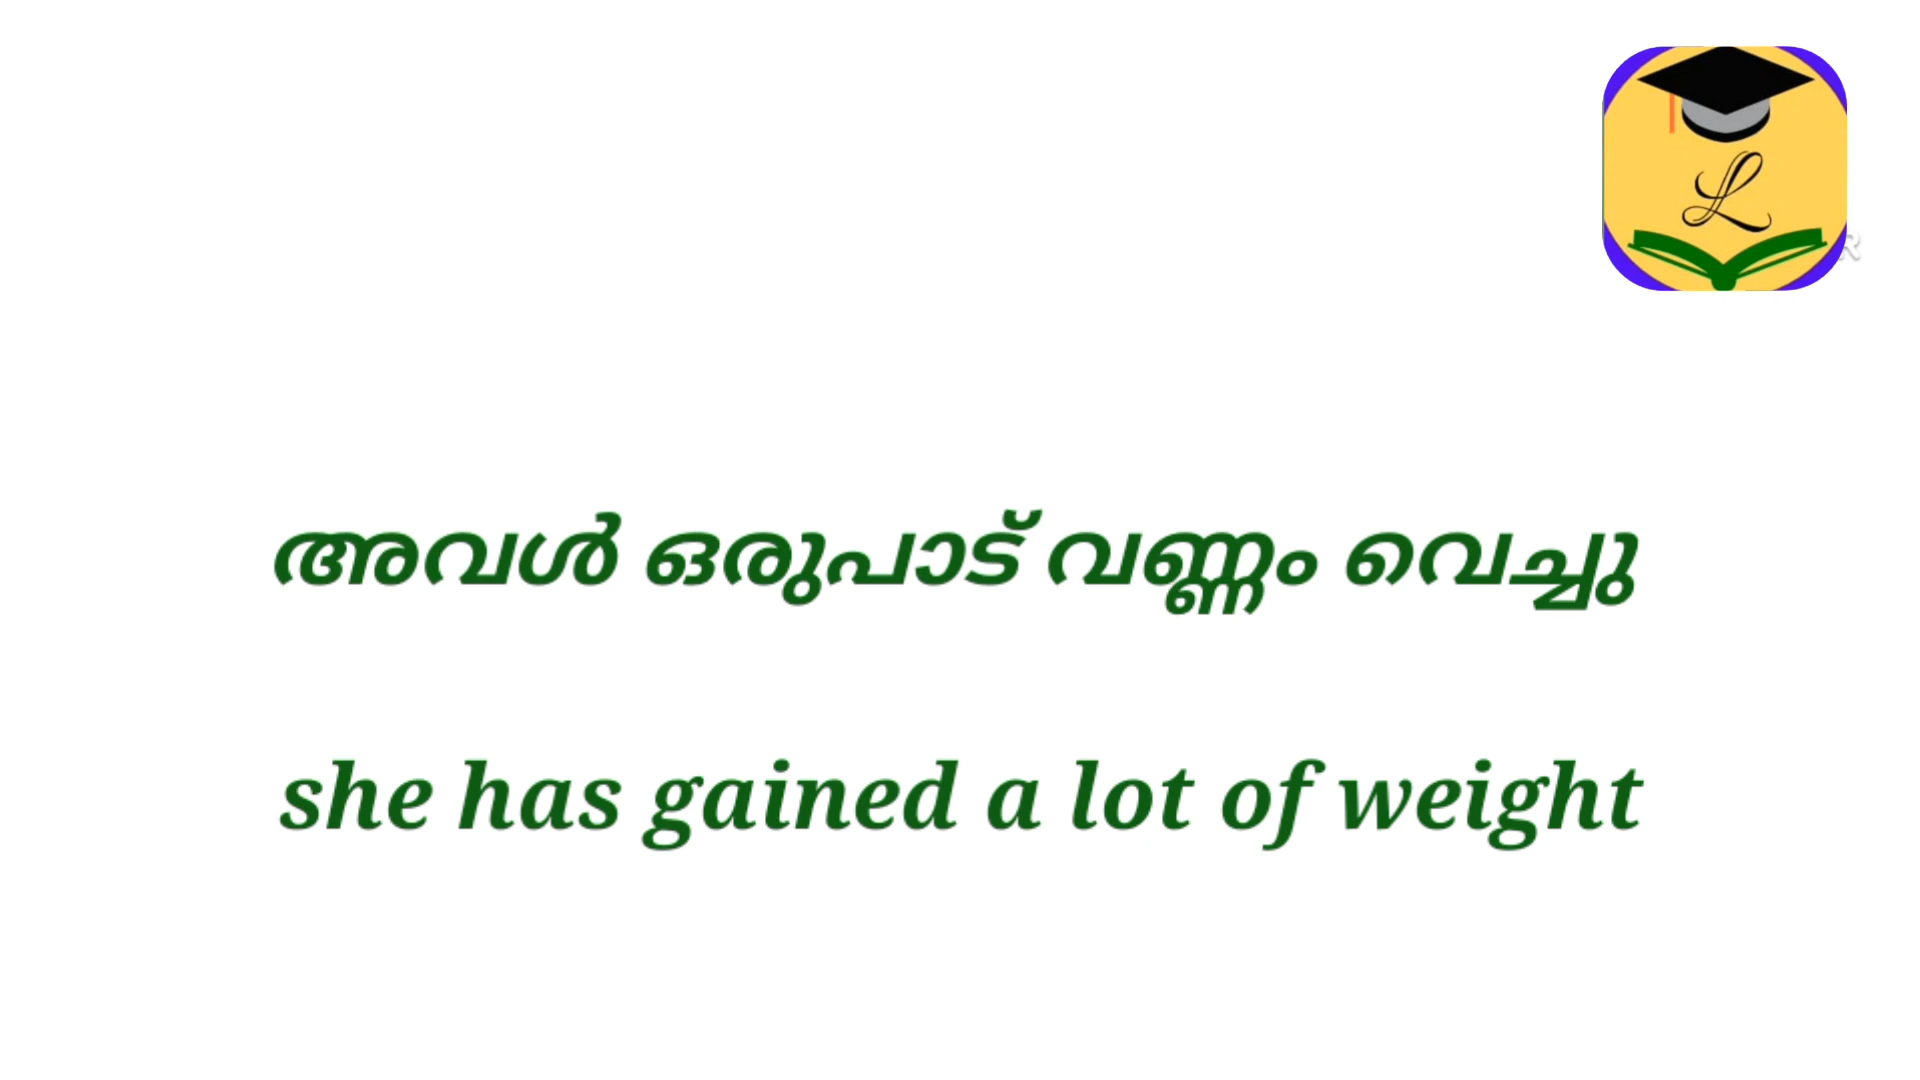 ℒ
അവൾ ഒരുപാട് വണ്ണം വെച്ചു
she has gained a lot of weight